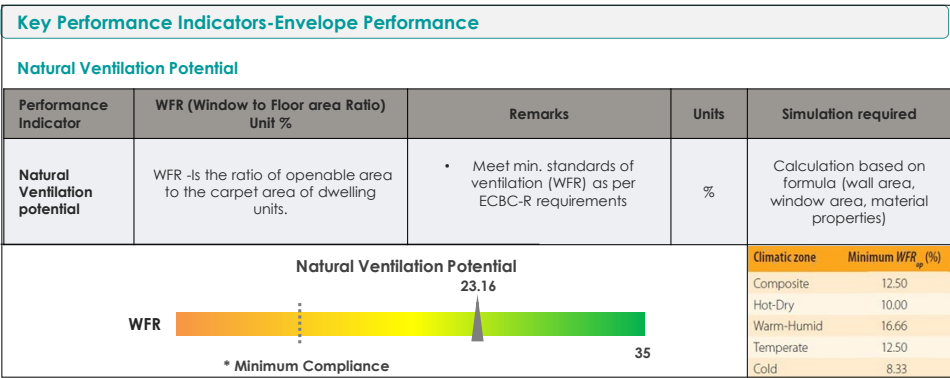 Key Performance Indicators-Envelope Performance
Natural Ventilation Potential
Performance
Indicator
WFR (Window to Floor area Ratio)
Unit %
Remarks
Units
Simulation required
Natural
Ventilation
potential
WFR -Is the ratio of openable area
to the carpet area of dwelling
units.
• Meet min. standards of
ventilation (WFR) as per
ECBC-R requirements
%
Calculation based on
formula (wall area,
window area, material
properties)
Natural Ventilation Potential
23.16
WFR
35
* Minimum Compliance
Climatic zone Minimum WFRop (%)
Composite 12.50
Hot-Dry 10.00
Warm-Humid 16.66
Temperate 12.50
Cold 8.33